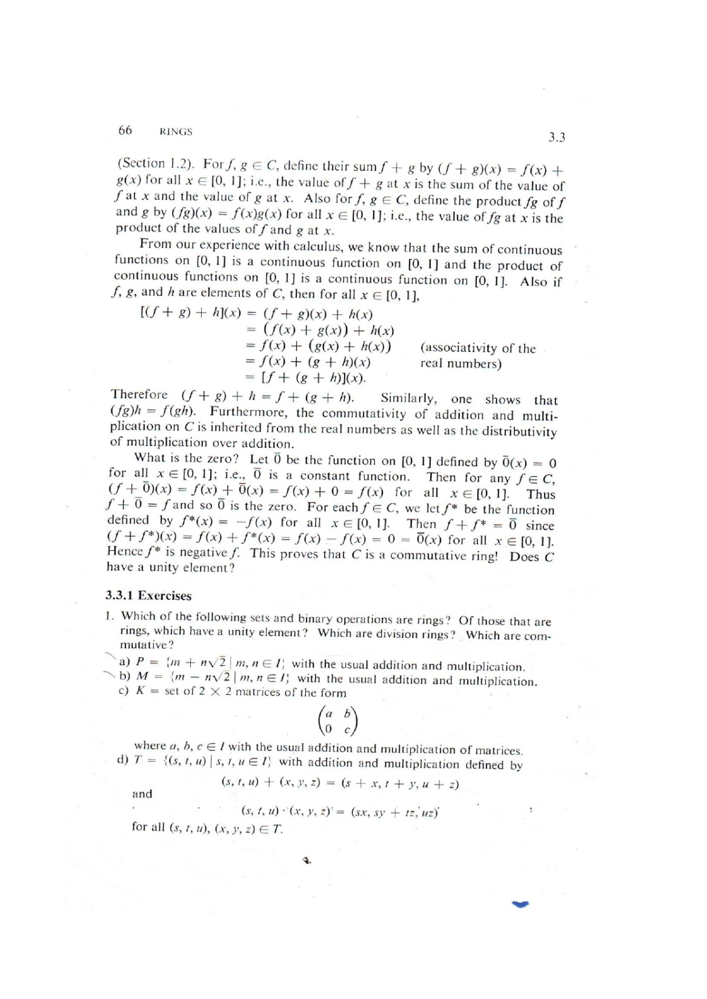 66 RINGS
3.3
(Section 1.2). For f, g ∈ C, define their sum f + g by (f + g)(x) = f(x) +
g(x) for all x ∈ [0, 1]; i.e., the value of f + g at x is the sum of the value of
f at x and the value of g at x. Also for f, g ∈ C, define the product fg of f
and g by (fg)(x) = f(x)g(x) for all x ∈ [0, 1]; i.e., the value of fg at x is the
product of the values of f and g at x.
From our experience with calculus, we know that the sum of continuous
functions on [0, 1] is a continuous function on [0, 1] and the product of
continuous functions on [0, 1] is a continuous function on [0, 1]. Also if
f, g, and h are elements of C, then for all x ∈ [0, 1],
[(f + g) + h](x) = (f + g)(x) + h(x)
= (f(x) + g(x)) + h(x)
= f(x) + (g(x) + h(x)) (associativity of the
= f(x) + (g + h)(x) real numbers)
= [f + (g + h)](x).
Therefore (f + g) + h = f + (g + h). Similarly, one shows that
(fg)h = f(gh). Furthermore, the commutativity of addition and multi-
plication on C is inherited from the real numbers as well as the distributivity
of multiplication over addition.
What is the zero? Let 0̄ be the function on [0, 1] defined by 0̄(x) = 0
for all x ∈ [0, 1]; i.e., 0̄ is a constant function. Then for any f ∈ C,
(f + 0̄)(x) = f(x) + 0̄(x) = f(x) + 0 = f(x) for all x ∈ [0, 1]. Thus
f + 0̄ = f and so 0̄ is the zero. For each f ∈ C, we let f* be the function
defined by f*(x) = −f(x) for all x ∈ [0, 1]. Then f + f* = 0̄ since
(f + f*)(x) = f(x) + f*(x) = f(x) − f(x) = 0 = 0̄(x) for all x ∈ [0, 1].
Hence f* is negative f. This proves that C is a commutative ring! Does C
have a unity element?
3.3.1 Exercises
1. Which of the following sets and binary operations are rings? Of those that are
rings, which have a unity element? Which are division rings? Which are com-
mutative?
a) P = {m + n√2 | m, n ∈ I} with the usual addition and multiplication.
b) M = {m − n√2 | m, n ∈ I} with the usual addition and multiplication.
c) K = set of 2 × 2 matrices of the form
(a b
0 c)
where a, b, c ∈ I with the usual addition and multiplication of matrices.
d) T = {(s, t, u) | s, t, u ∈ I} with addition and multiplication defined by
(s, t, u) + (x, y, z) = (s + x, t + y, u + z)
and
(s, t, u) · (x, y, z) = (sx, sy + tz, uz)
for all (s, t, u), (x, y, z) ∈ T.